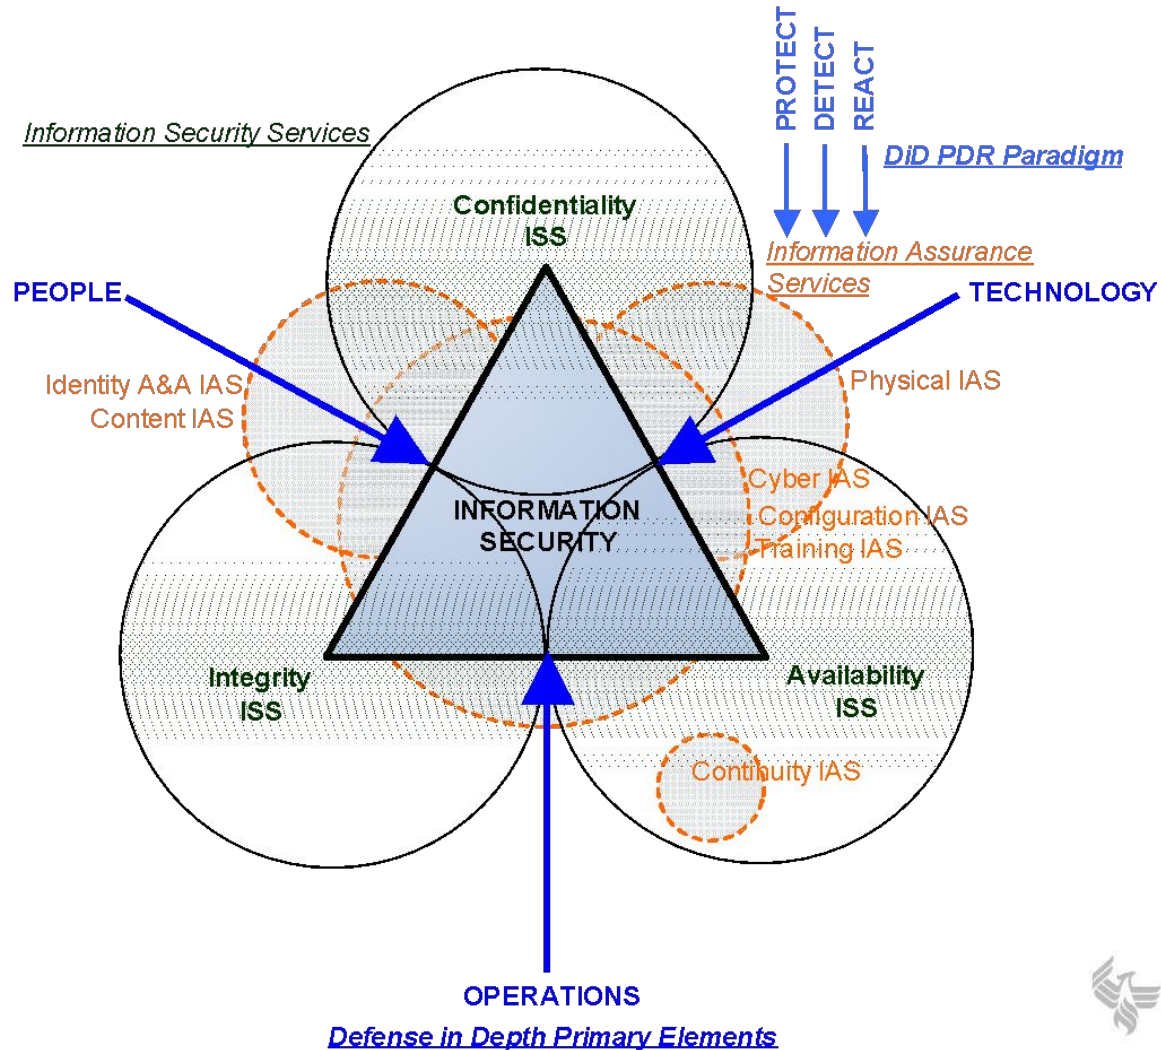 PROTECT
DETECT
REACT
Information Security Services
DiD PDR Paradigm
Confidentiality
ISS
Information Assurance
Services
PEOPLE
TECHNOLOGY
Identity A&A IAS
Content IAS
Physical IAS
Cyber IAS
INFORMATION
SECURITY
Configuration IAS
Training IAS
Integrity
ISS
Availability
ISS
Continuity IAS
OPERATIONS
Defense in Depth Primary Elements